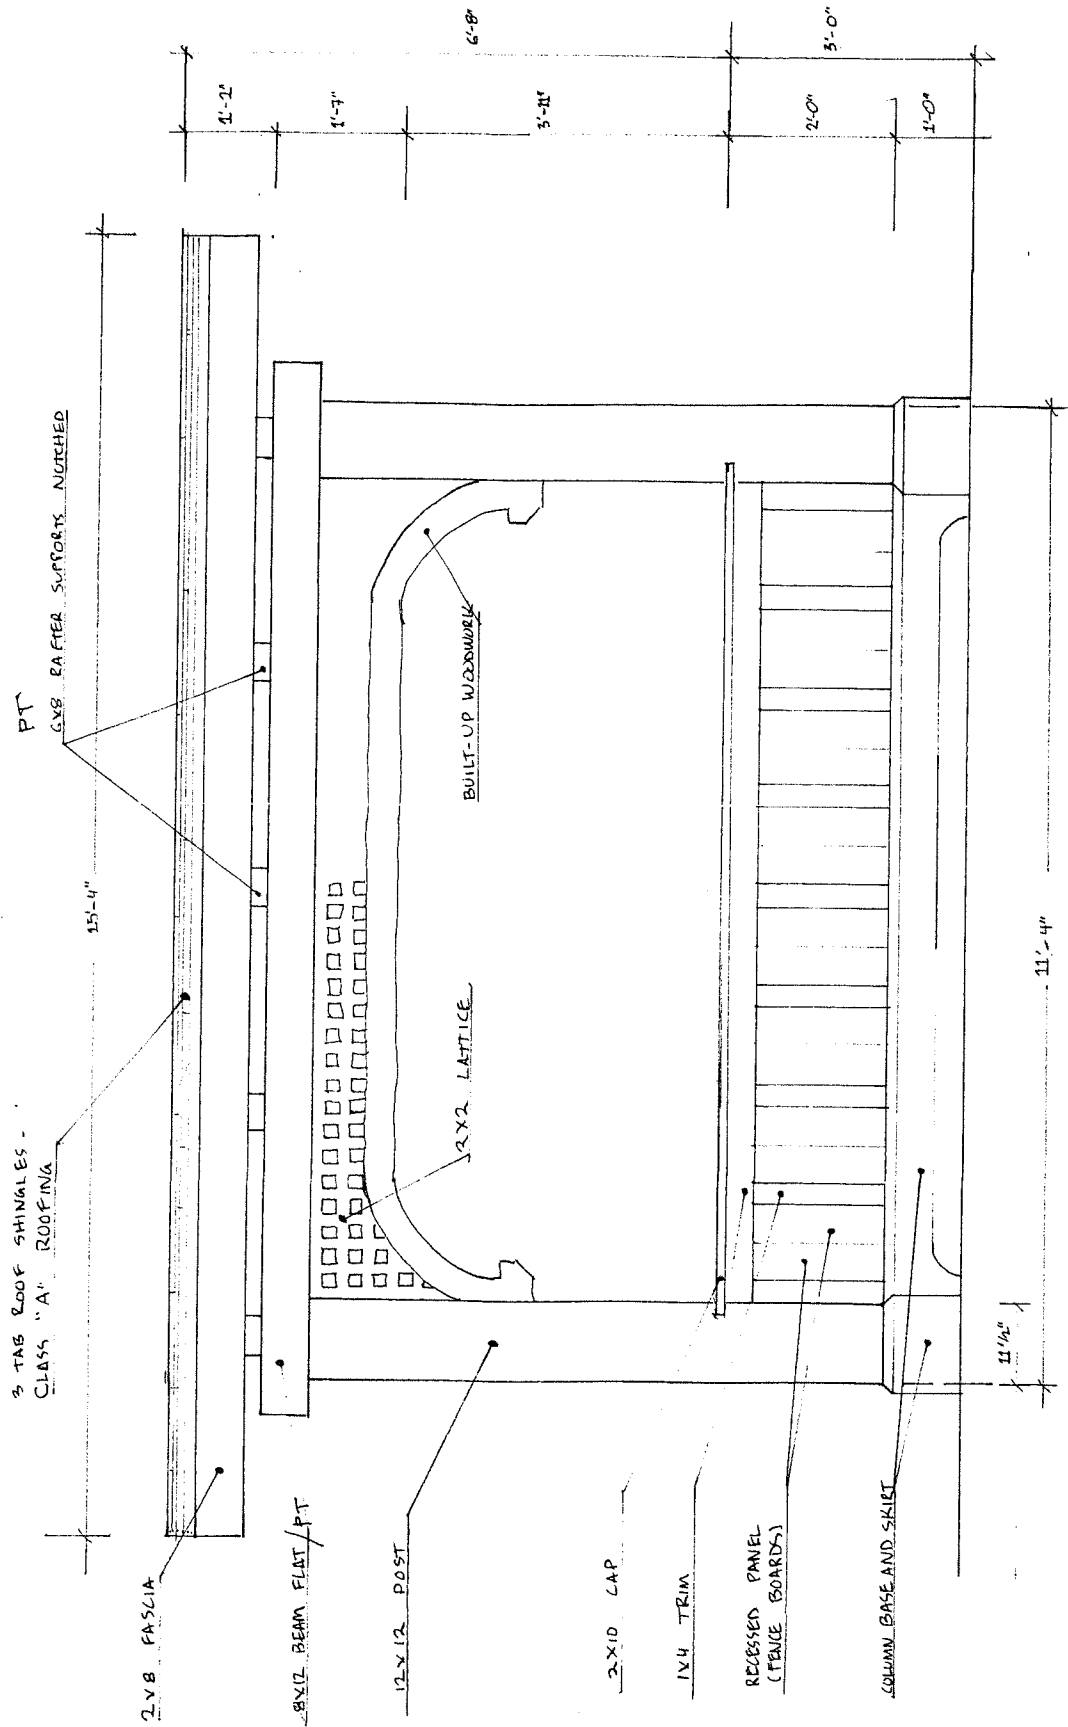 3 TAB ROOF SHINGLES -
CLASS "A" ROOFING
PT
6X8 RAFTER SUPPORTS NOTCHED
15'-4"
2X8 FASCIA
8X12 BEAM FLAT / PT
12X12 POST
2X10 CAP
1X4 TRIM
RECESSED PANEL
(FENCE BOARDS)
COLUMN BASE AND SKIRT
2X2 LATTICE
BUILT-UP WOODWORK
1'-2"
1'-7"
3'-11"
2'-0"
1'-0"
6'-8"
3'-0"
11 1/2"
11'-4"